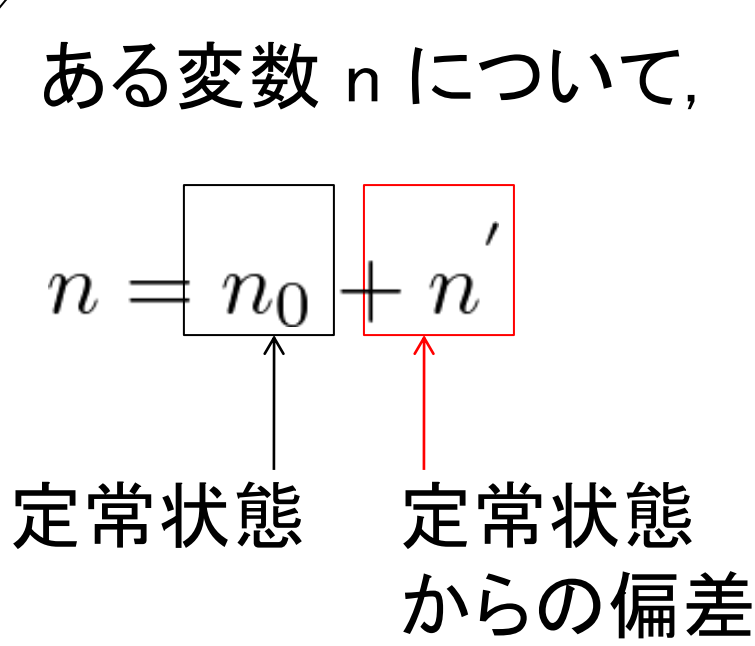 ある変数 n について,
n = n₀ + n′
定常状態
定常状態
からの偏差